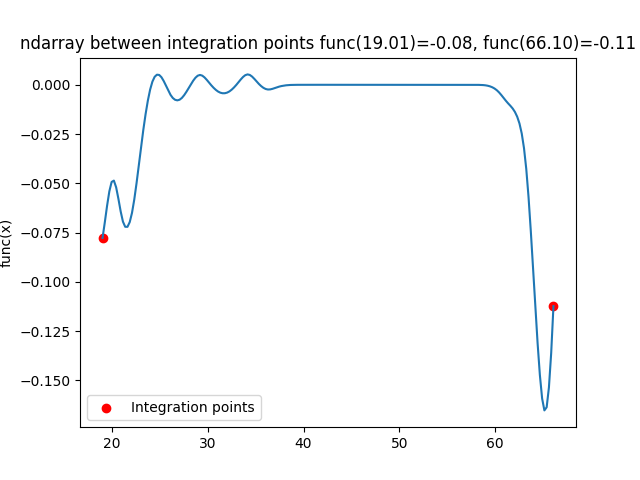 ndarray between integration points func(19.01)=-0.08, func(66.10)=-0.11
func(x)
0.000
−0.025
−0.050
−0.075
−0.100
−0.125
−0.150
Integration points
20 30 40 50 60